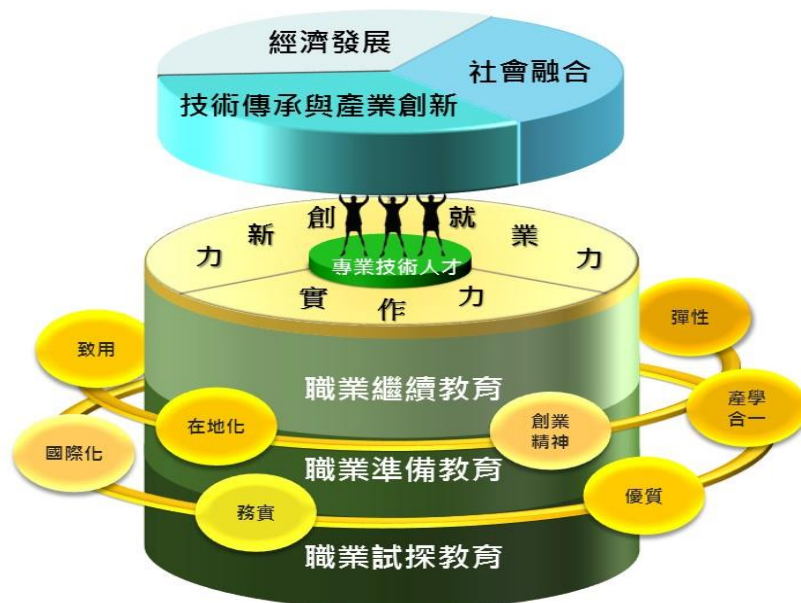 經濟發展
社會融合
技術傳承與產業創新
創新力
就業力
專業技術人才
實作力
彈性
致用
職業繼續教育
產學
合一
在地化
創業
精神
國際化
職業準備教育
務實
優質
職業試探教育